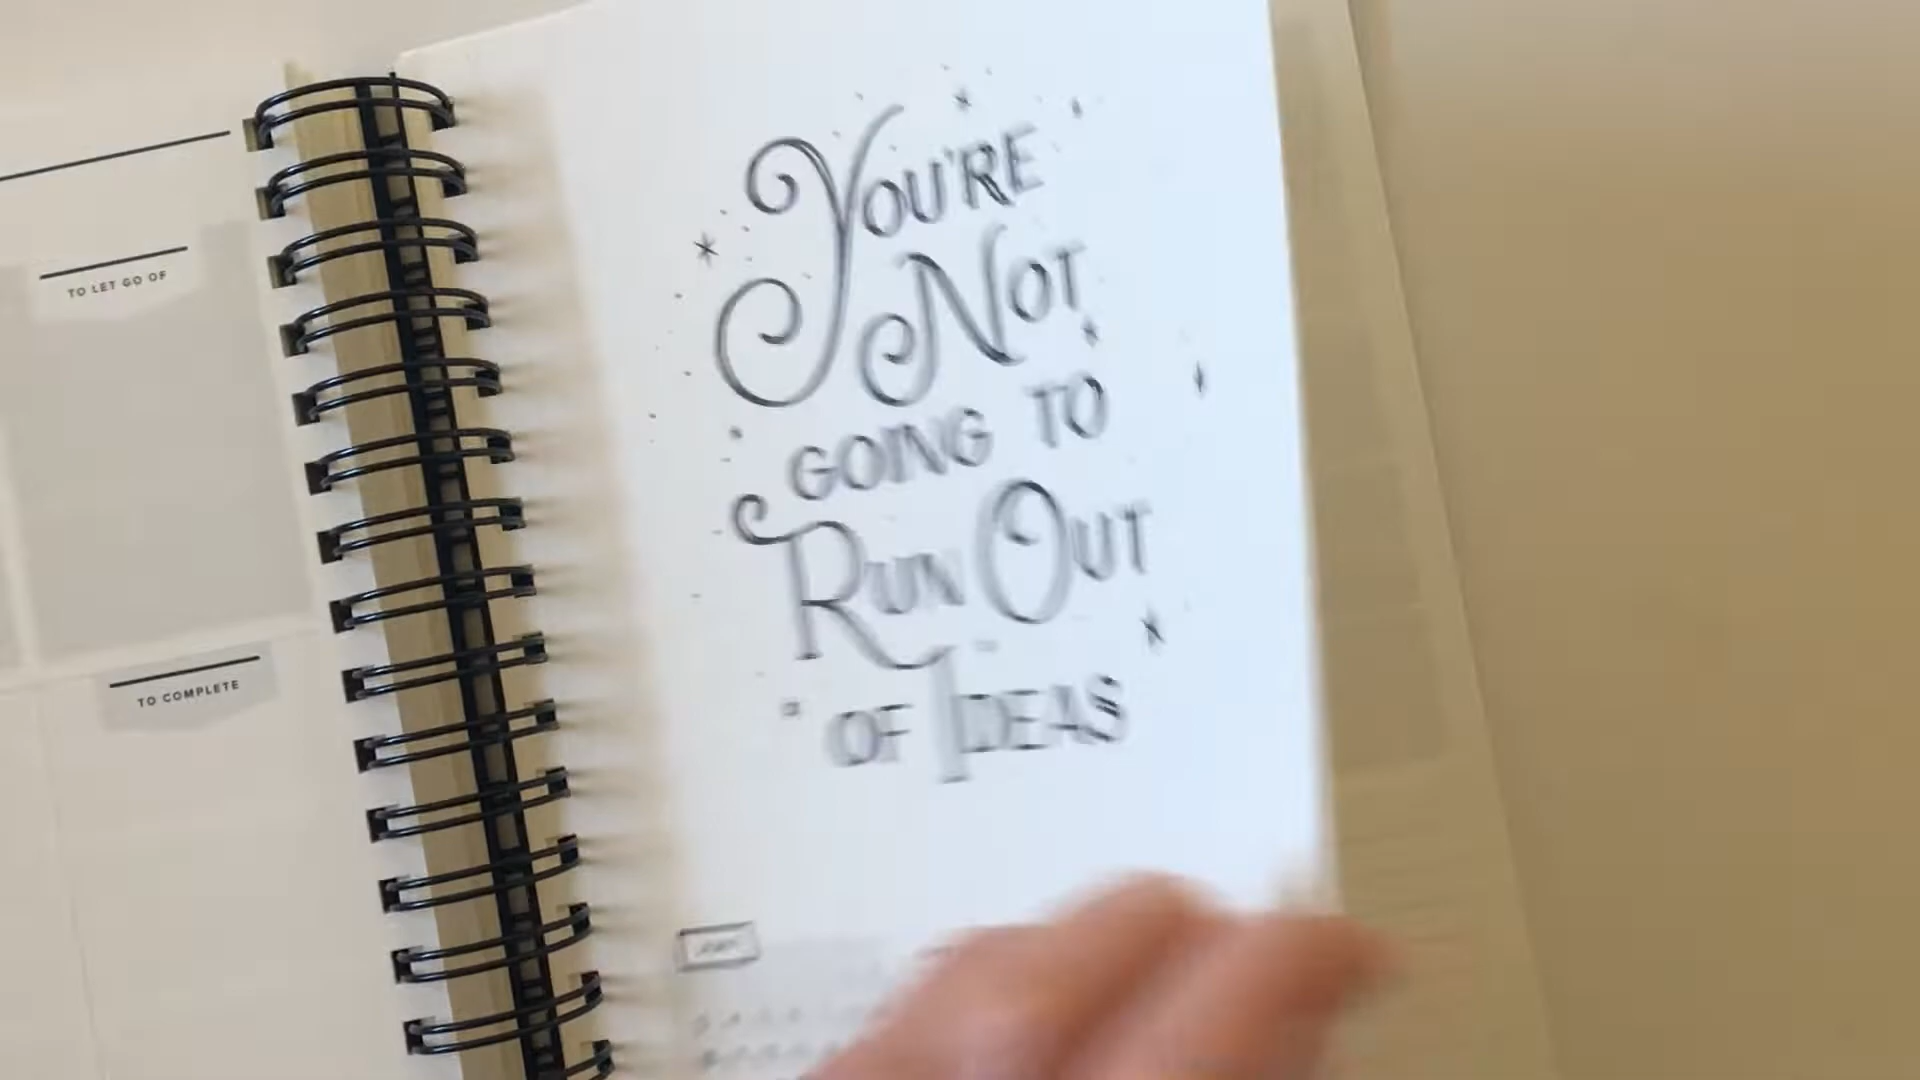 TO LET GO OF
TO COMPLETE
YOU'RE
NOT
GOING TO
RUN OUT
OF IDEAS